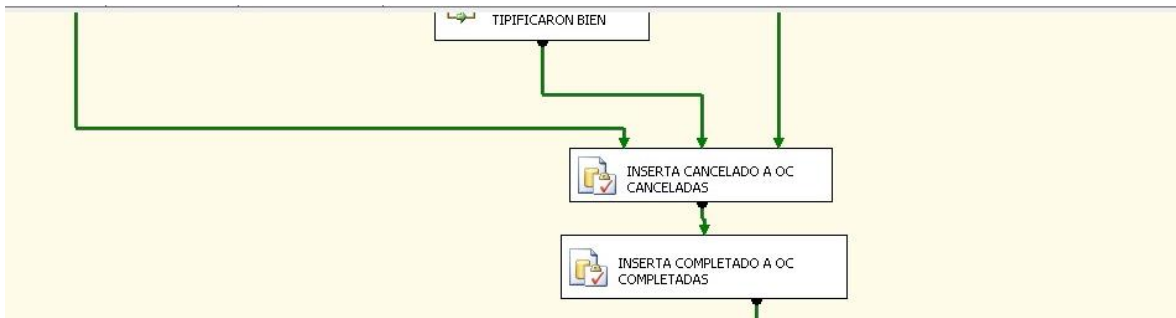 TIPIFICARON BIEN
INSERTA CANCELADO A OC
CANCELADAS
INSERTA COMPLETADO A OC
COMPLETADAS